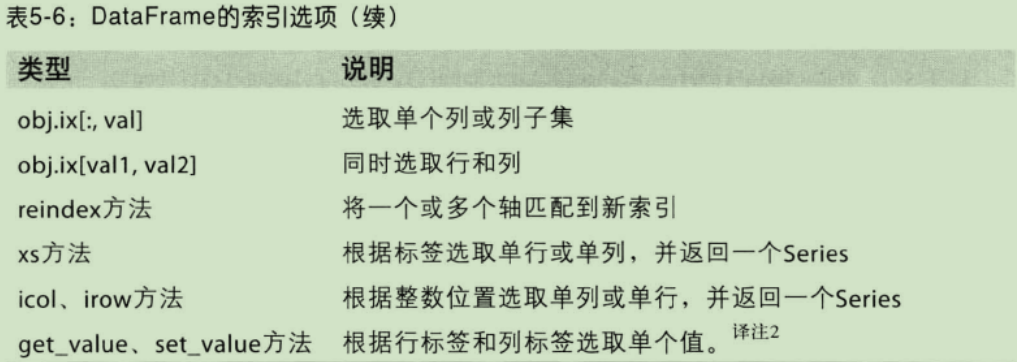 表5-6：DataFrame的索引选项（续）
类型 说明
obj.ix[:, val] 选取单个列或列子集
obj.ix[val1, val2] 同时选取行和列
reindex方法 将一个或多个轴匹配到新索引
xs方法 根据标签选取单行或单列，并返回一个Series
icol、irow方法 根据整数位置选取单列或单行，并返回一个Series
get_value、set_value方法 根据行标签和列标签选取单个值。译注2